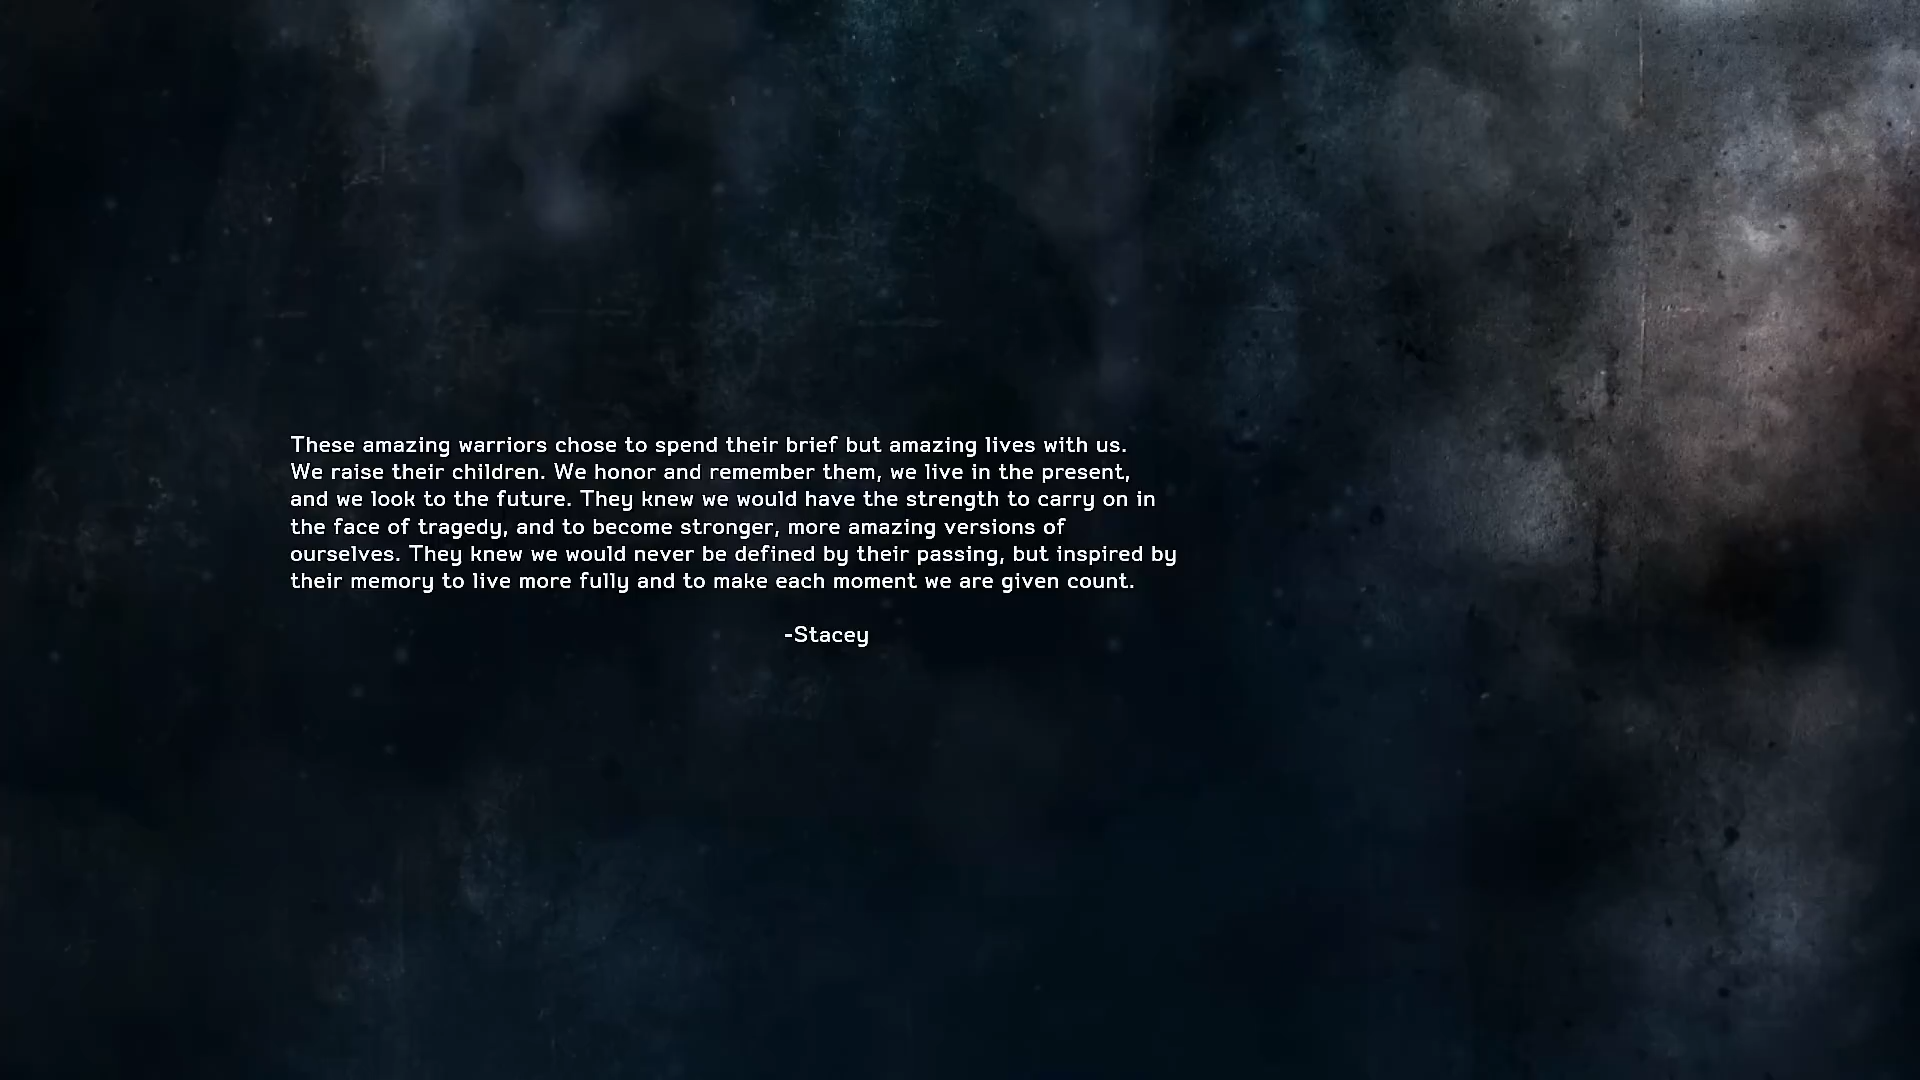 These amazing warriors chose to spend their brief but amazing lives with us.
We raise their children. We honor and remember them, we live in the present,
and we look to the future. They knew we would have the strength to carry on in
the face of tragedy, and to become stronger, more amazing versions of
ourselves. They knew we would never be defined by their passing, but inspired by
their memory to live more fully and to make each moment we are given count.
-Stacey